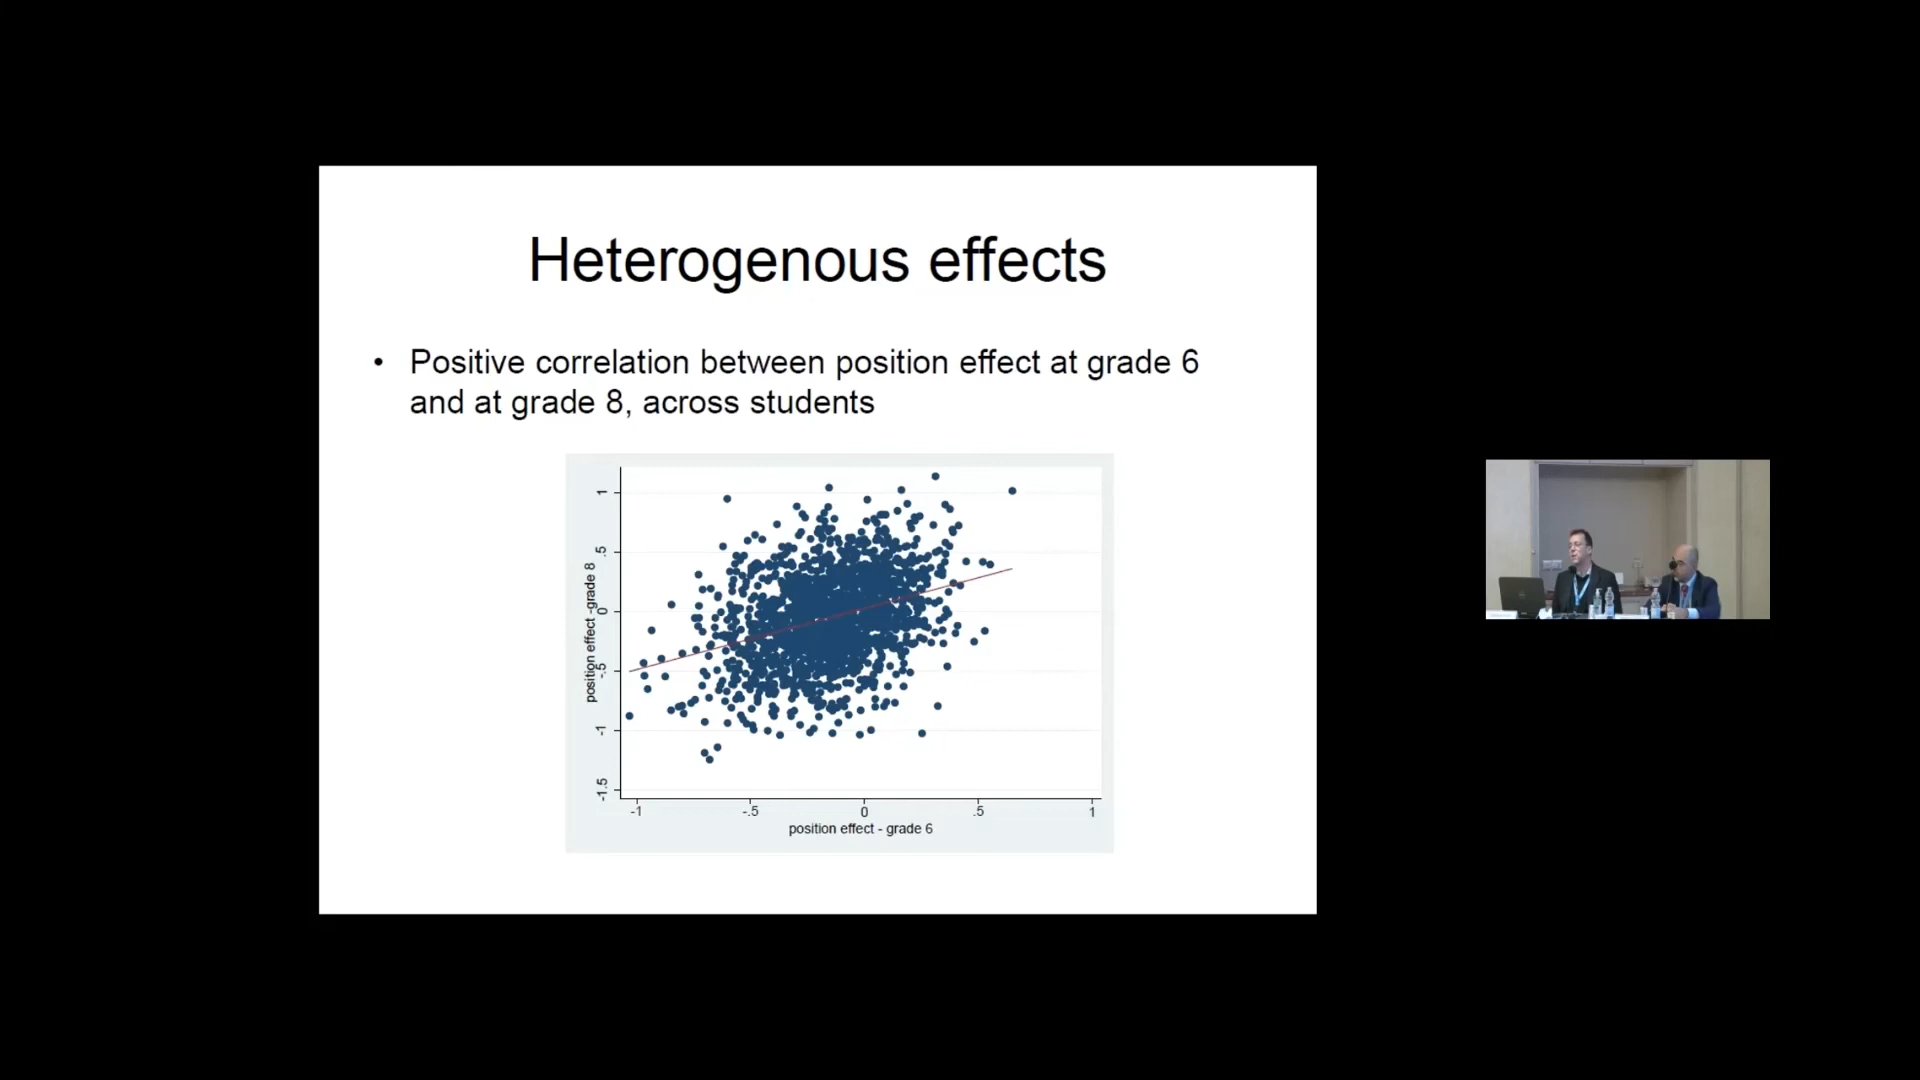 Heterogenous effects
• Positive correlation between position effect at grade 6
and at grade 8, across students
position effect -grade 8
1
.5
0
-.5
-1
-1.5
-1
-.5
0
.5
1
position effect - grade 6